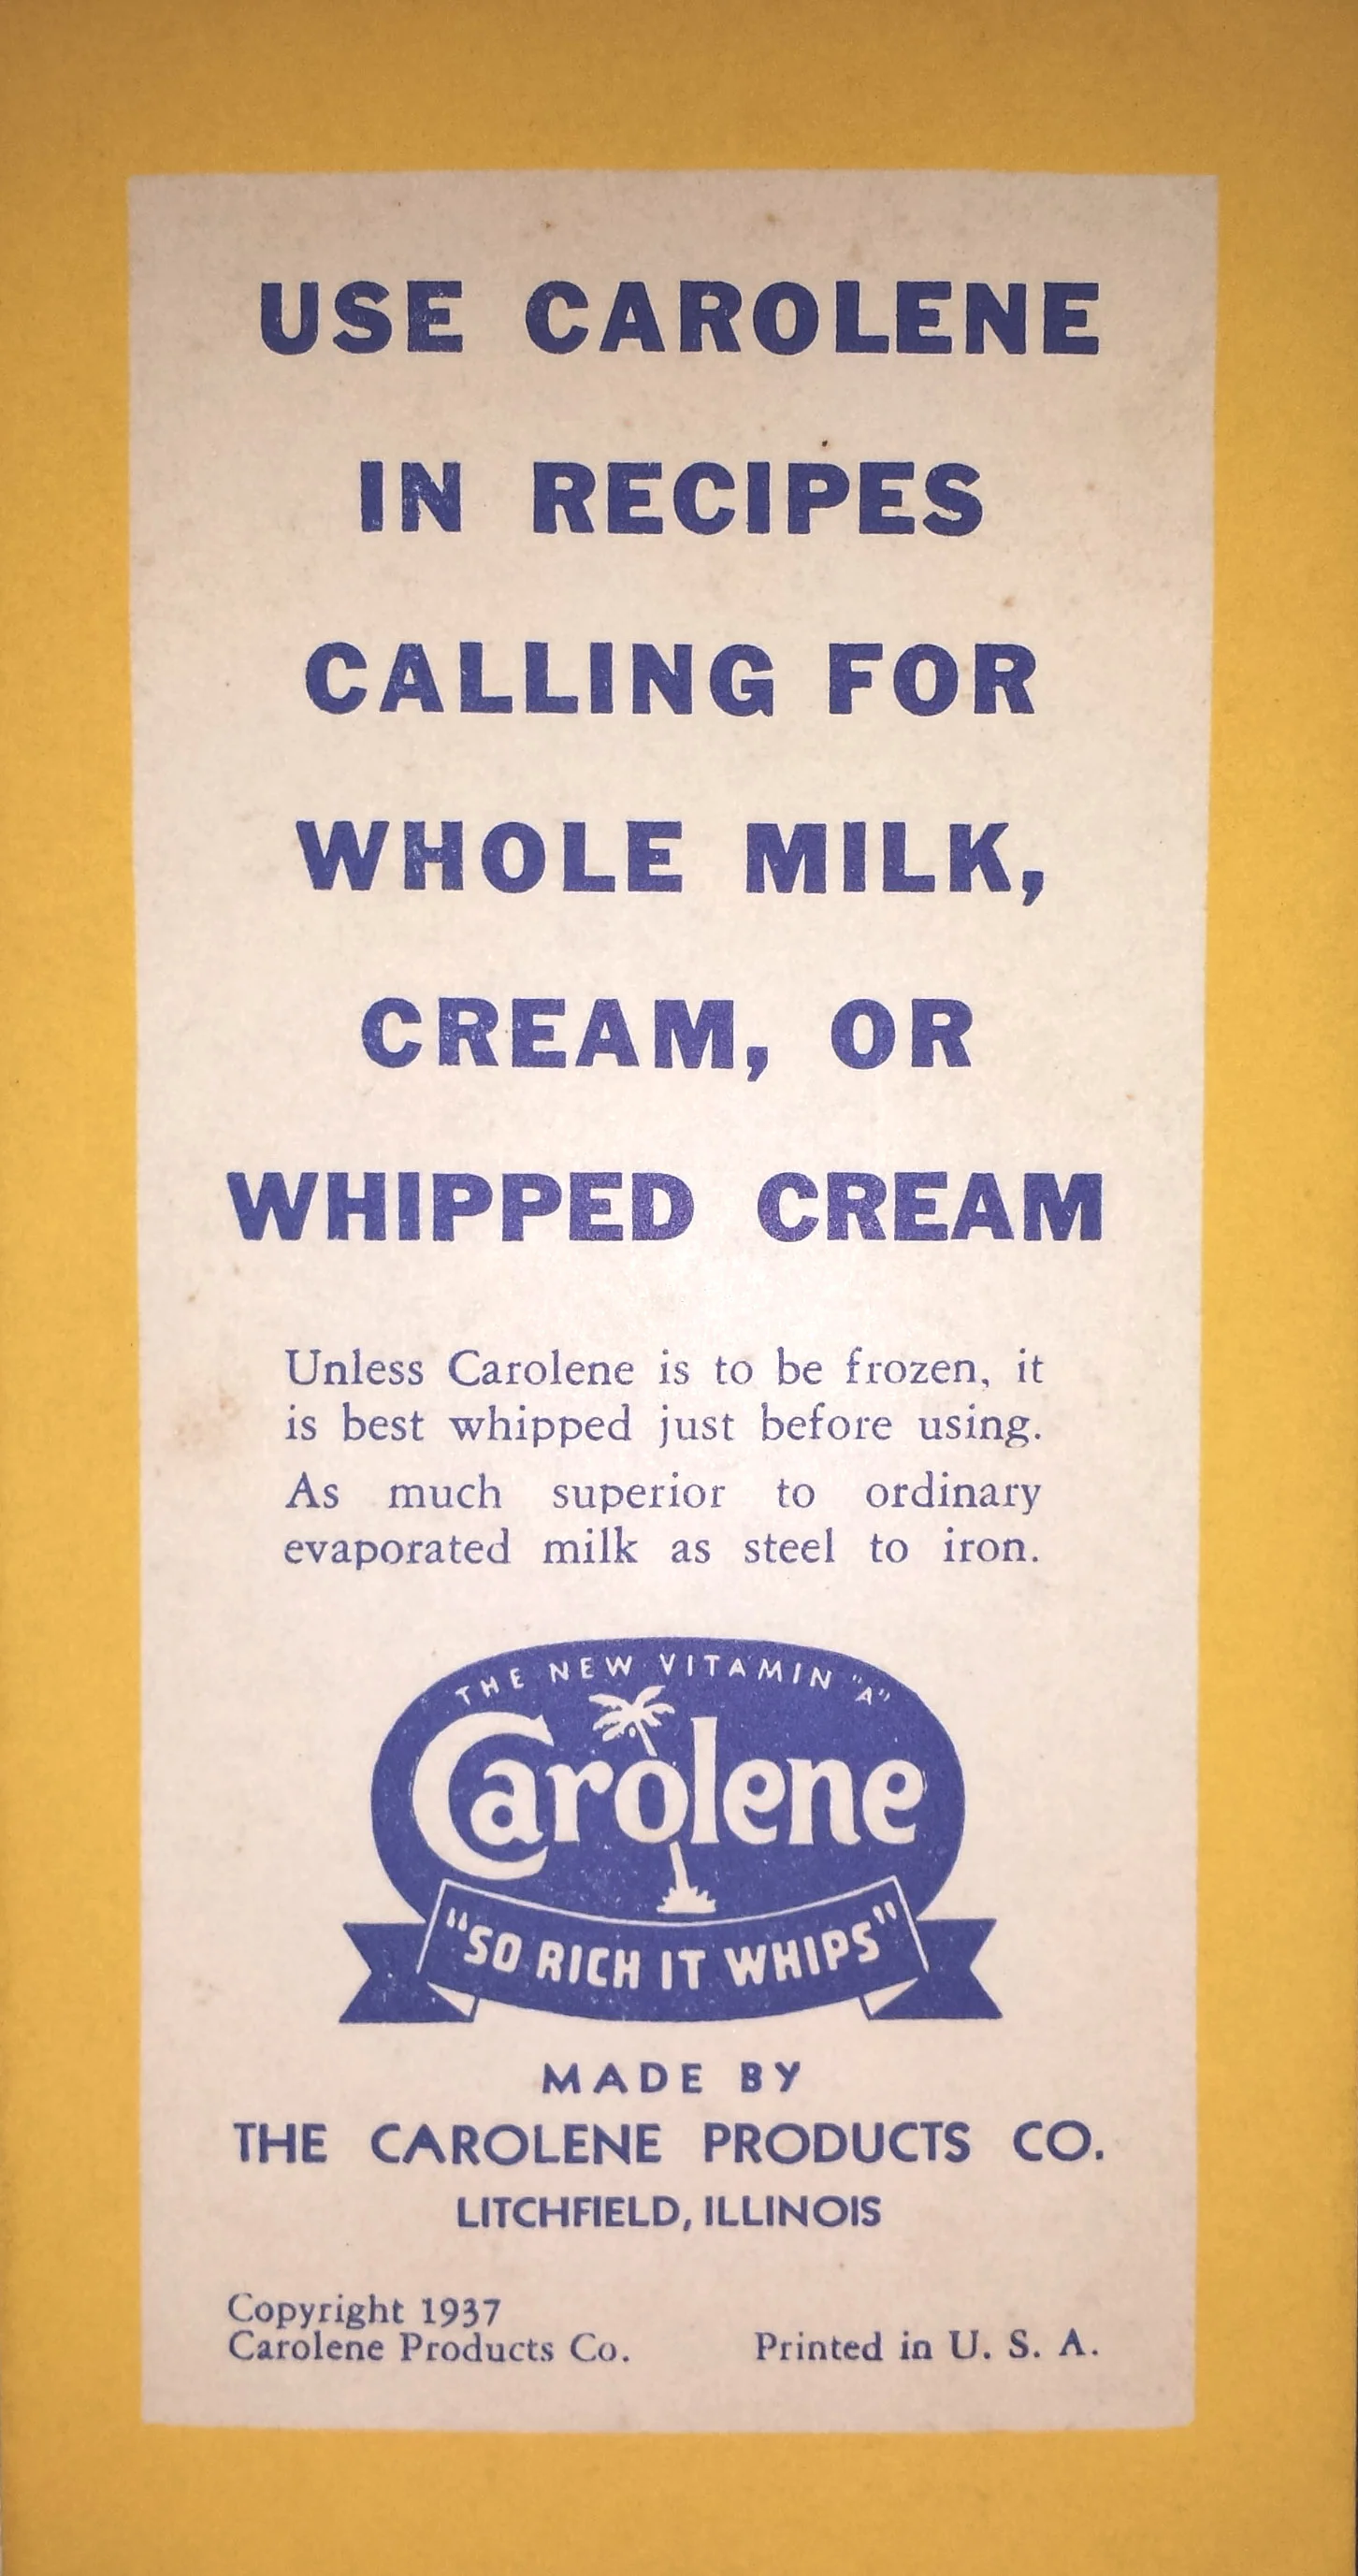 USE CAROLENE
IN RECIPES
CALLING FOR
WHOLE MILK,
CREAM, OR
WHIPPED CREAM
Unless Carolene is to be frozen, it
is best whipped just before using.
As much superior to ordinary
evaporated milk as steel to iron.
THE NEW VITAMIN "A"
Carolene
"SO RICH IT WHIPS"
MADE BY
THE CAROLENE PRODUCTS CO.
LITCHFIELD, ILLINOIS
Copyright 1937
Carolene Products Co. Printed in U. S. A.